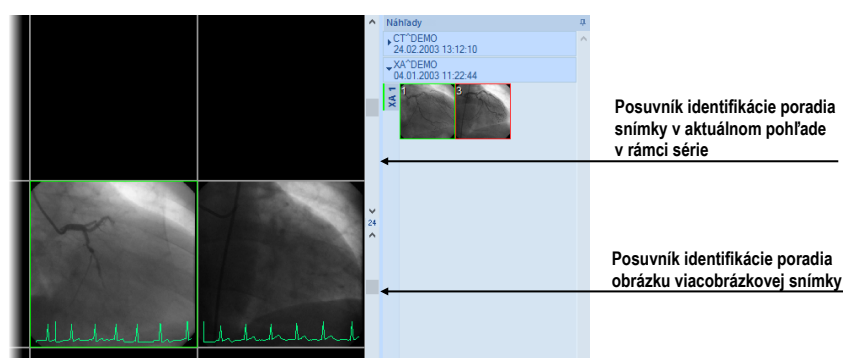 Náhľady
CT^DEMO
24.02.2003 13:12:10
XA^DEMO
04.01.2003 11:22:44
XA 1
1
3
Posuvník identifikácie poradia
snímky v aktuálnom pohľade
v rámci série
24
Posuvník identifikácie poradia
obrázku viacobrázkovej snímky